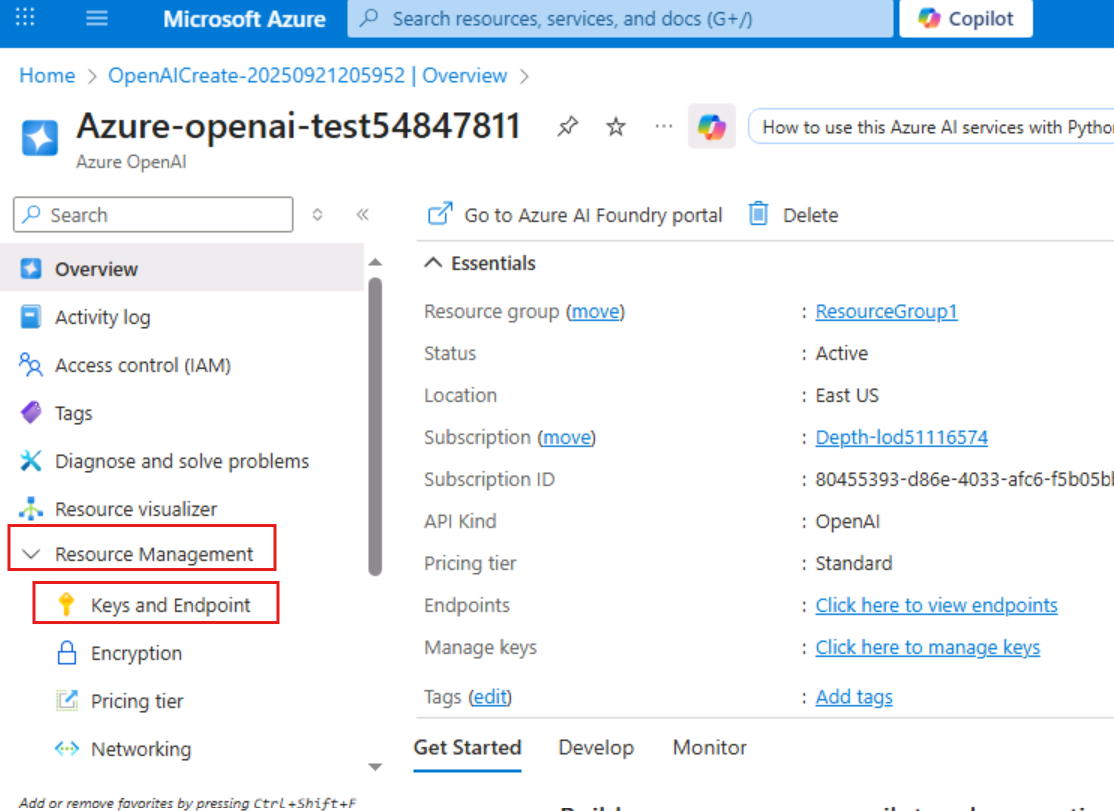 Microsoft Azure
Search resources, services, and docs (G+/)
Copilot
Home > OpenAICreate-20250921205952 | Overview >
Azure-openai-test54847811
Azure OpenAI
How to use this Azure AI services with
Search
Go to Azure AI Foundry portal
Delete
Overview
Activity log
Access control (IAM)
Tags
Diagnose and solve problems
Resource visualizer
Resource Management
Keys and Endpoint
Encryption
Pricing tier
Networking
Add or remove favorites by pressing Ctrl+Shift+F
Essentials
Resource group (move) : ResourceGroup1
Status : Active
Location : East US
Subscription (move) : Depth-lod51116574
Subscription ID : 80455393-d86e-4033-afc6-f5b05b
API Kind : OpenAI
Pricing tier : Standard
Endpoints : Click here to view endpoints
Manage keys : Click here to manage keys
Tags (edit) : Add tags
Get Started
Develop
Monitor